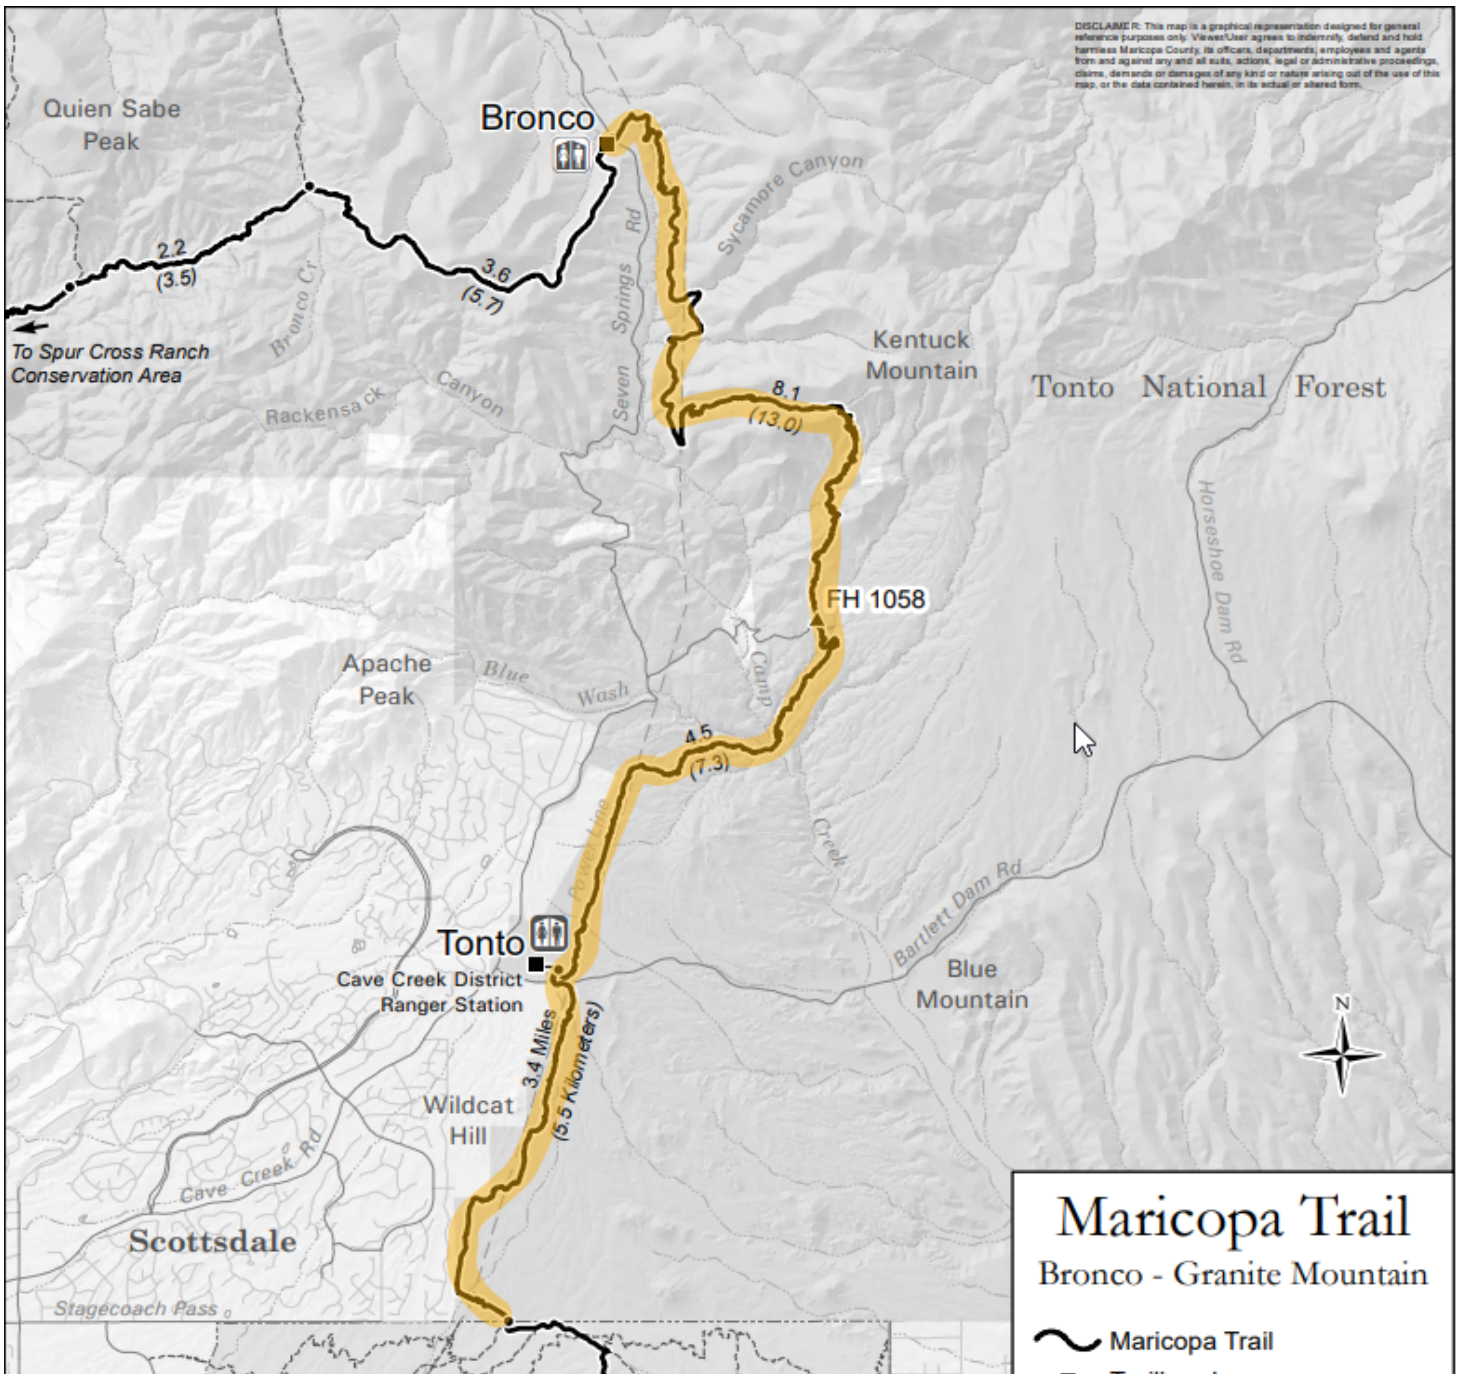 DISCLAIMER: This map is a graphical representation designed for general
reference purposes only. Viewer/User agrees to indemnify, defend and hold
harmless Maricopa County, its officers, departments, employees and agents
from and against any and all suits, actions, legal or administrative proceedings,
claims, demands or damages of any kind or nature arising out of the use of this
map, or the data contained herein, in its actual or altered form.
Quien Sabe
Peak
Bronco
Sycamore Canyon
2.2
(3.5)
3.6
(5.7)
Bronco Cr
Seven Springs Rd
To Spur Cross Ranch
Conservation Area
Kentuck
Mountain
Tonto National Forest
Rackensack Canyon
8.1
(13.0)
Horseshoe Dam Rd
FH 1058
Apache
Peak
Blue Wash
Camp Creek
4.5
(7.3)
Power Line
Bartlett Dam Rd
Tonto
Cave Creek District
Ranger Station
Blue
Mountain
N
3.4 Miles
(5.5 Kilometers)
Wildcat
Hill
Cave Creek Rd
Scottsdale
Stagecoach Pass
Maricopa Trail
Bronco - Granite Mountain
Maricopa Trail